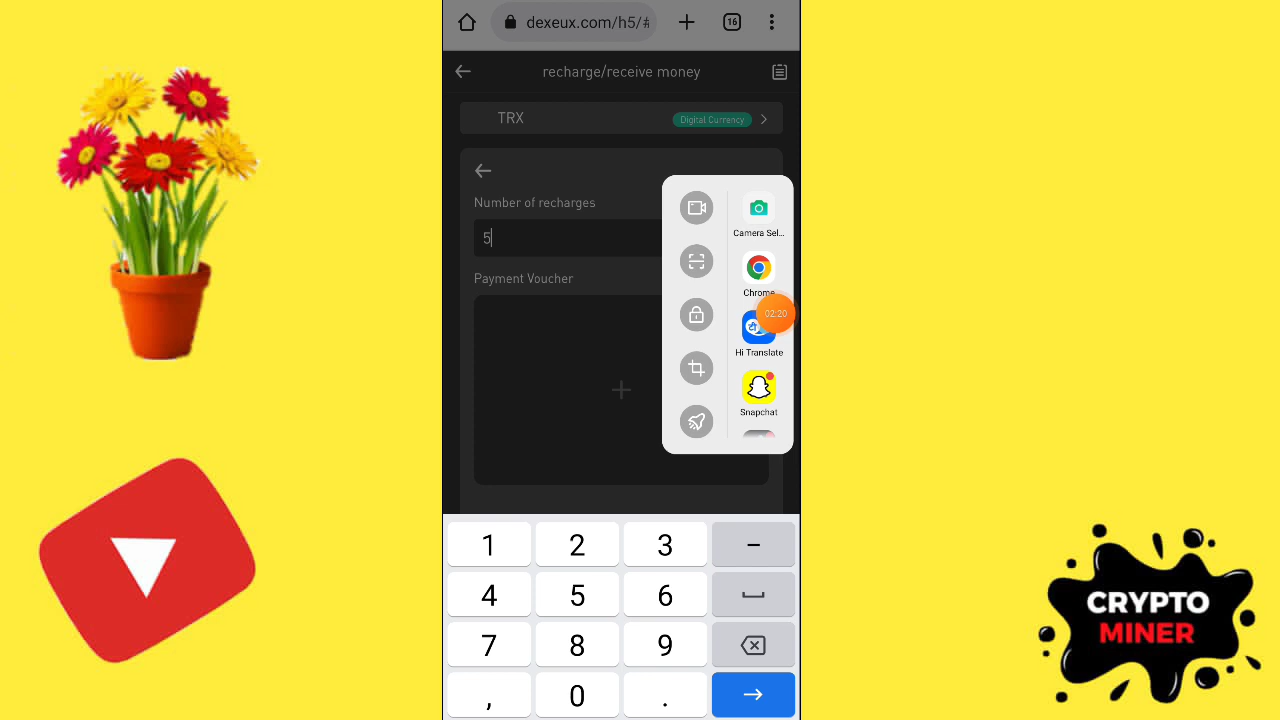 dexeux.com/h5/#
16
recharge/receive money
TRX
Digital Currency
Number of recharges
5
Payment Voucher
Camera Sel...
Chrome
02:20
Hi Translate
Snapchat
1 2 3 –
4 5 6
7 8 9
, 0 .
CRYPTO
MINER